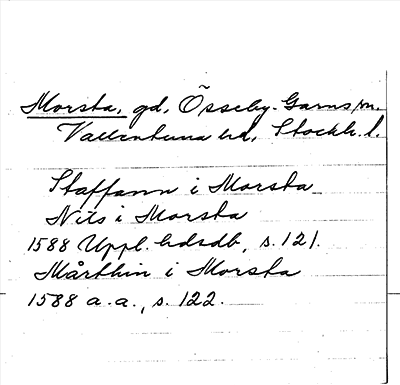 Morsta, gd, Össeby-Garns sn.
Vallentuna hd, Stockh. l.
Staffann i Morsta
Nils i Morsta
1588 Uppl. hdsdb, s. 121.
Mårthin i Morsta
1588 a. a., s. 122.